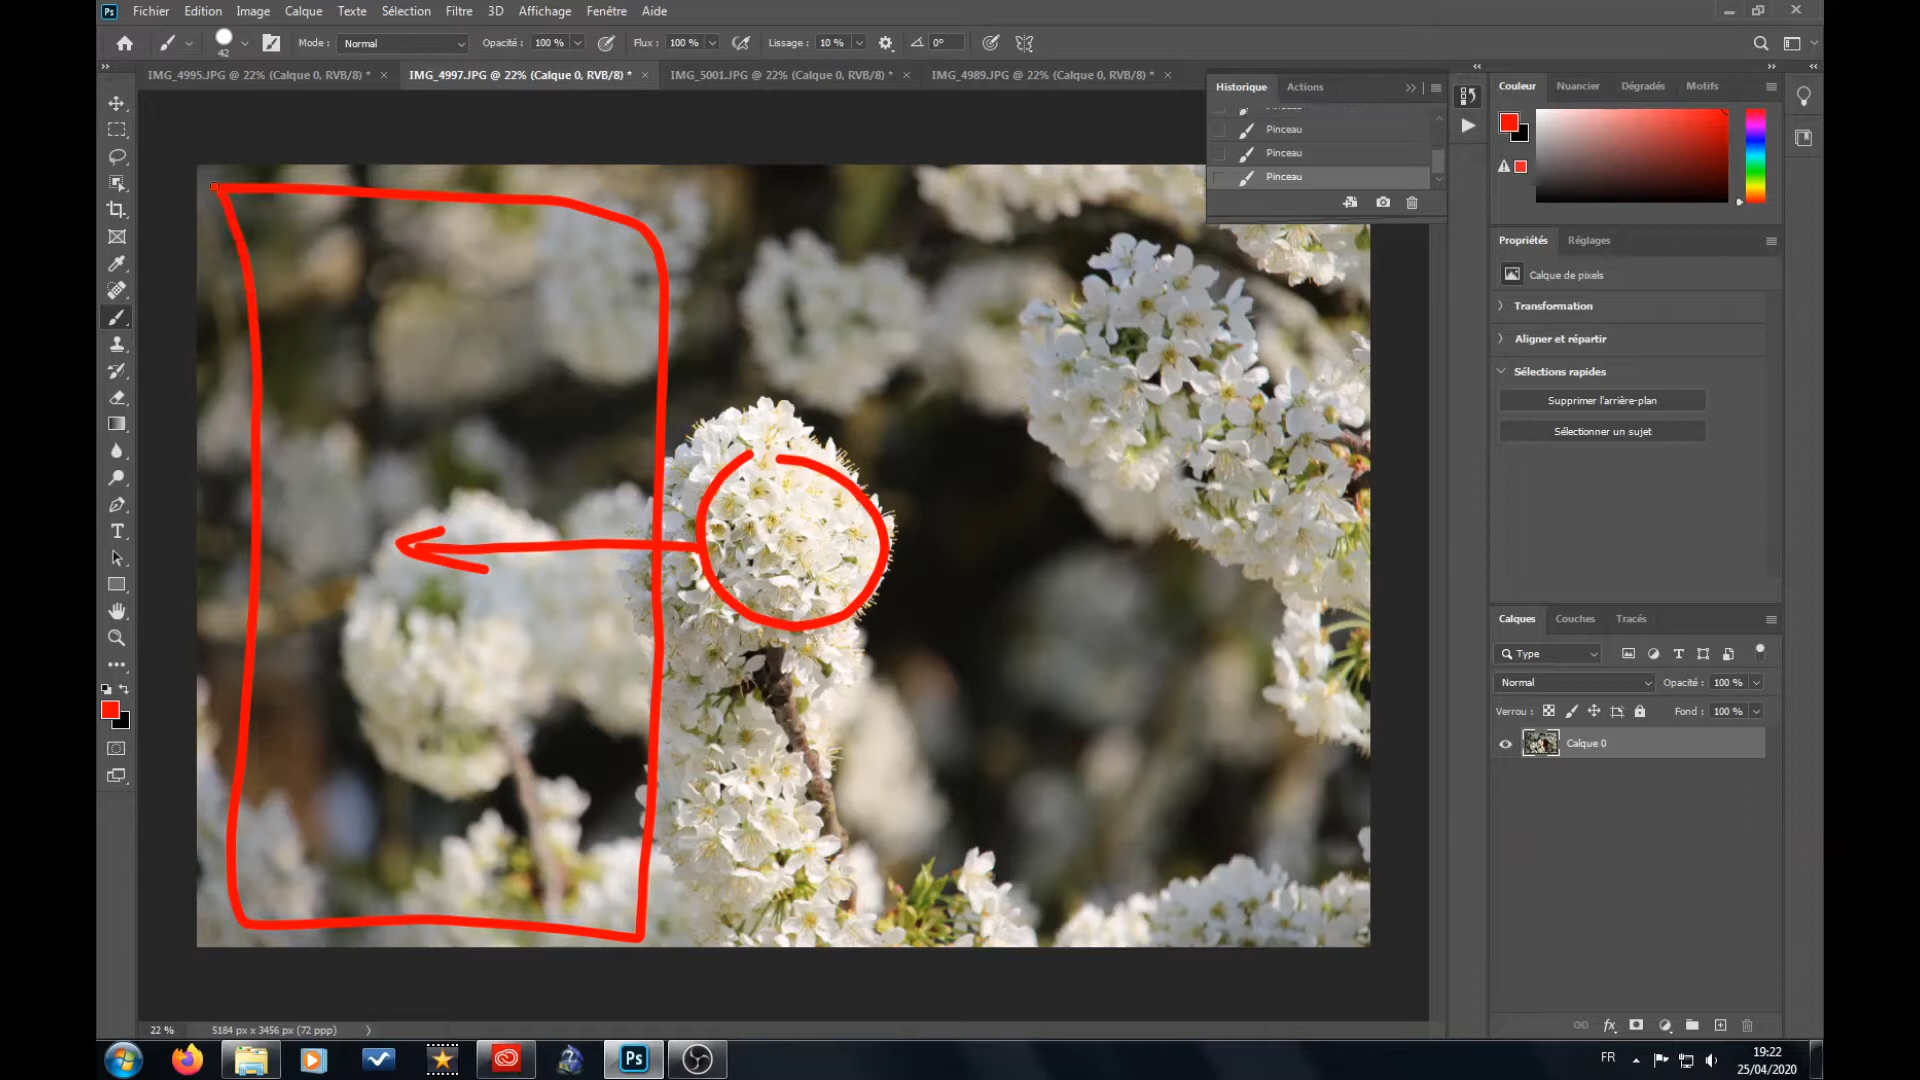 Ps Fichier Edition Image Calque Texte Sélection Filtre 3D Affichage Fenêtre Aide
42 Mode : Normal Opacité : 100 % Flux : 100 % Lissage : 10 % 0°
IMG_4995.JPG @ 22% (Calque 0, RVB/8) * × IMG_4997.JPG @ 22% (Calque 0, RVB/8) * × IMG_5001.JPG @ 22% (Calque 0, RVB/8) * × IMG_4989.JPG @ 22% (Calque 0, RVB/8) * ×
Historique Actions
Pinceau
Pinceau
Pinceau
Couleur Nuancier Dégradés Motifs
Propriétés Réglages
Calque de pixels
Transformation
Aligner et répartir
Sélections rapides
Supprimer l'arrière-plan
Sélectionner un sujet
Calques Couches Tracés
Type
Normal Opacité : 100 %
Verrou : Fond : 100 %
Calque 0
22 % 5184 px x 3456 px (72 ppp)
Ps FR 19:22
25/04/2020